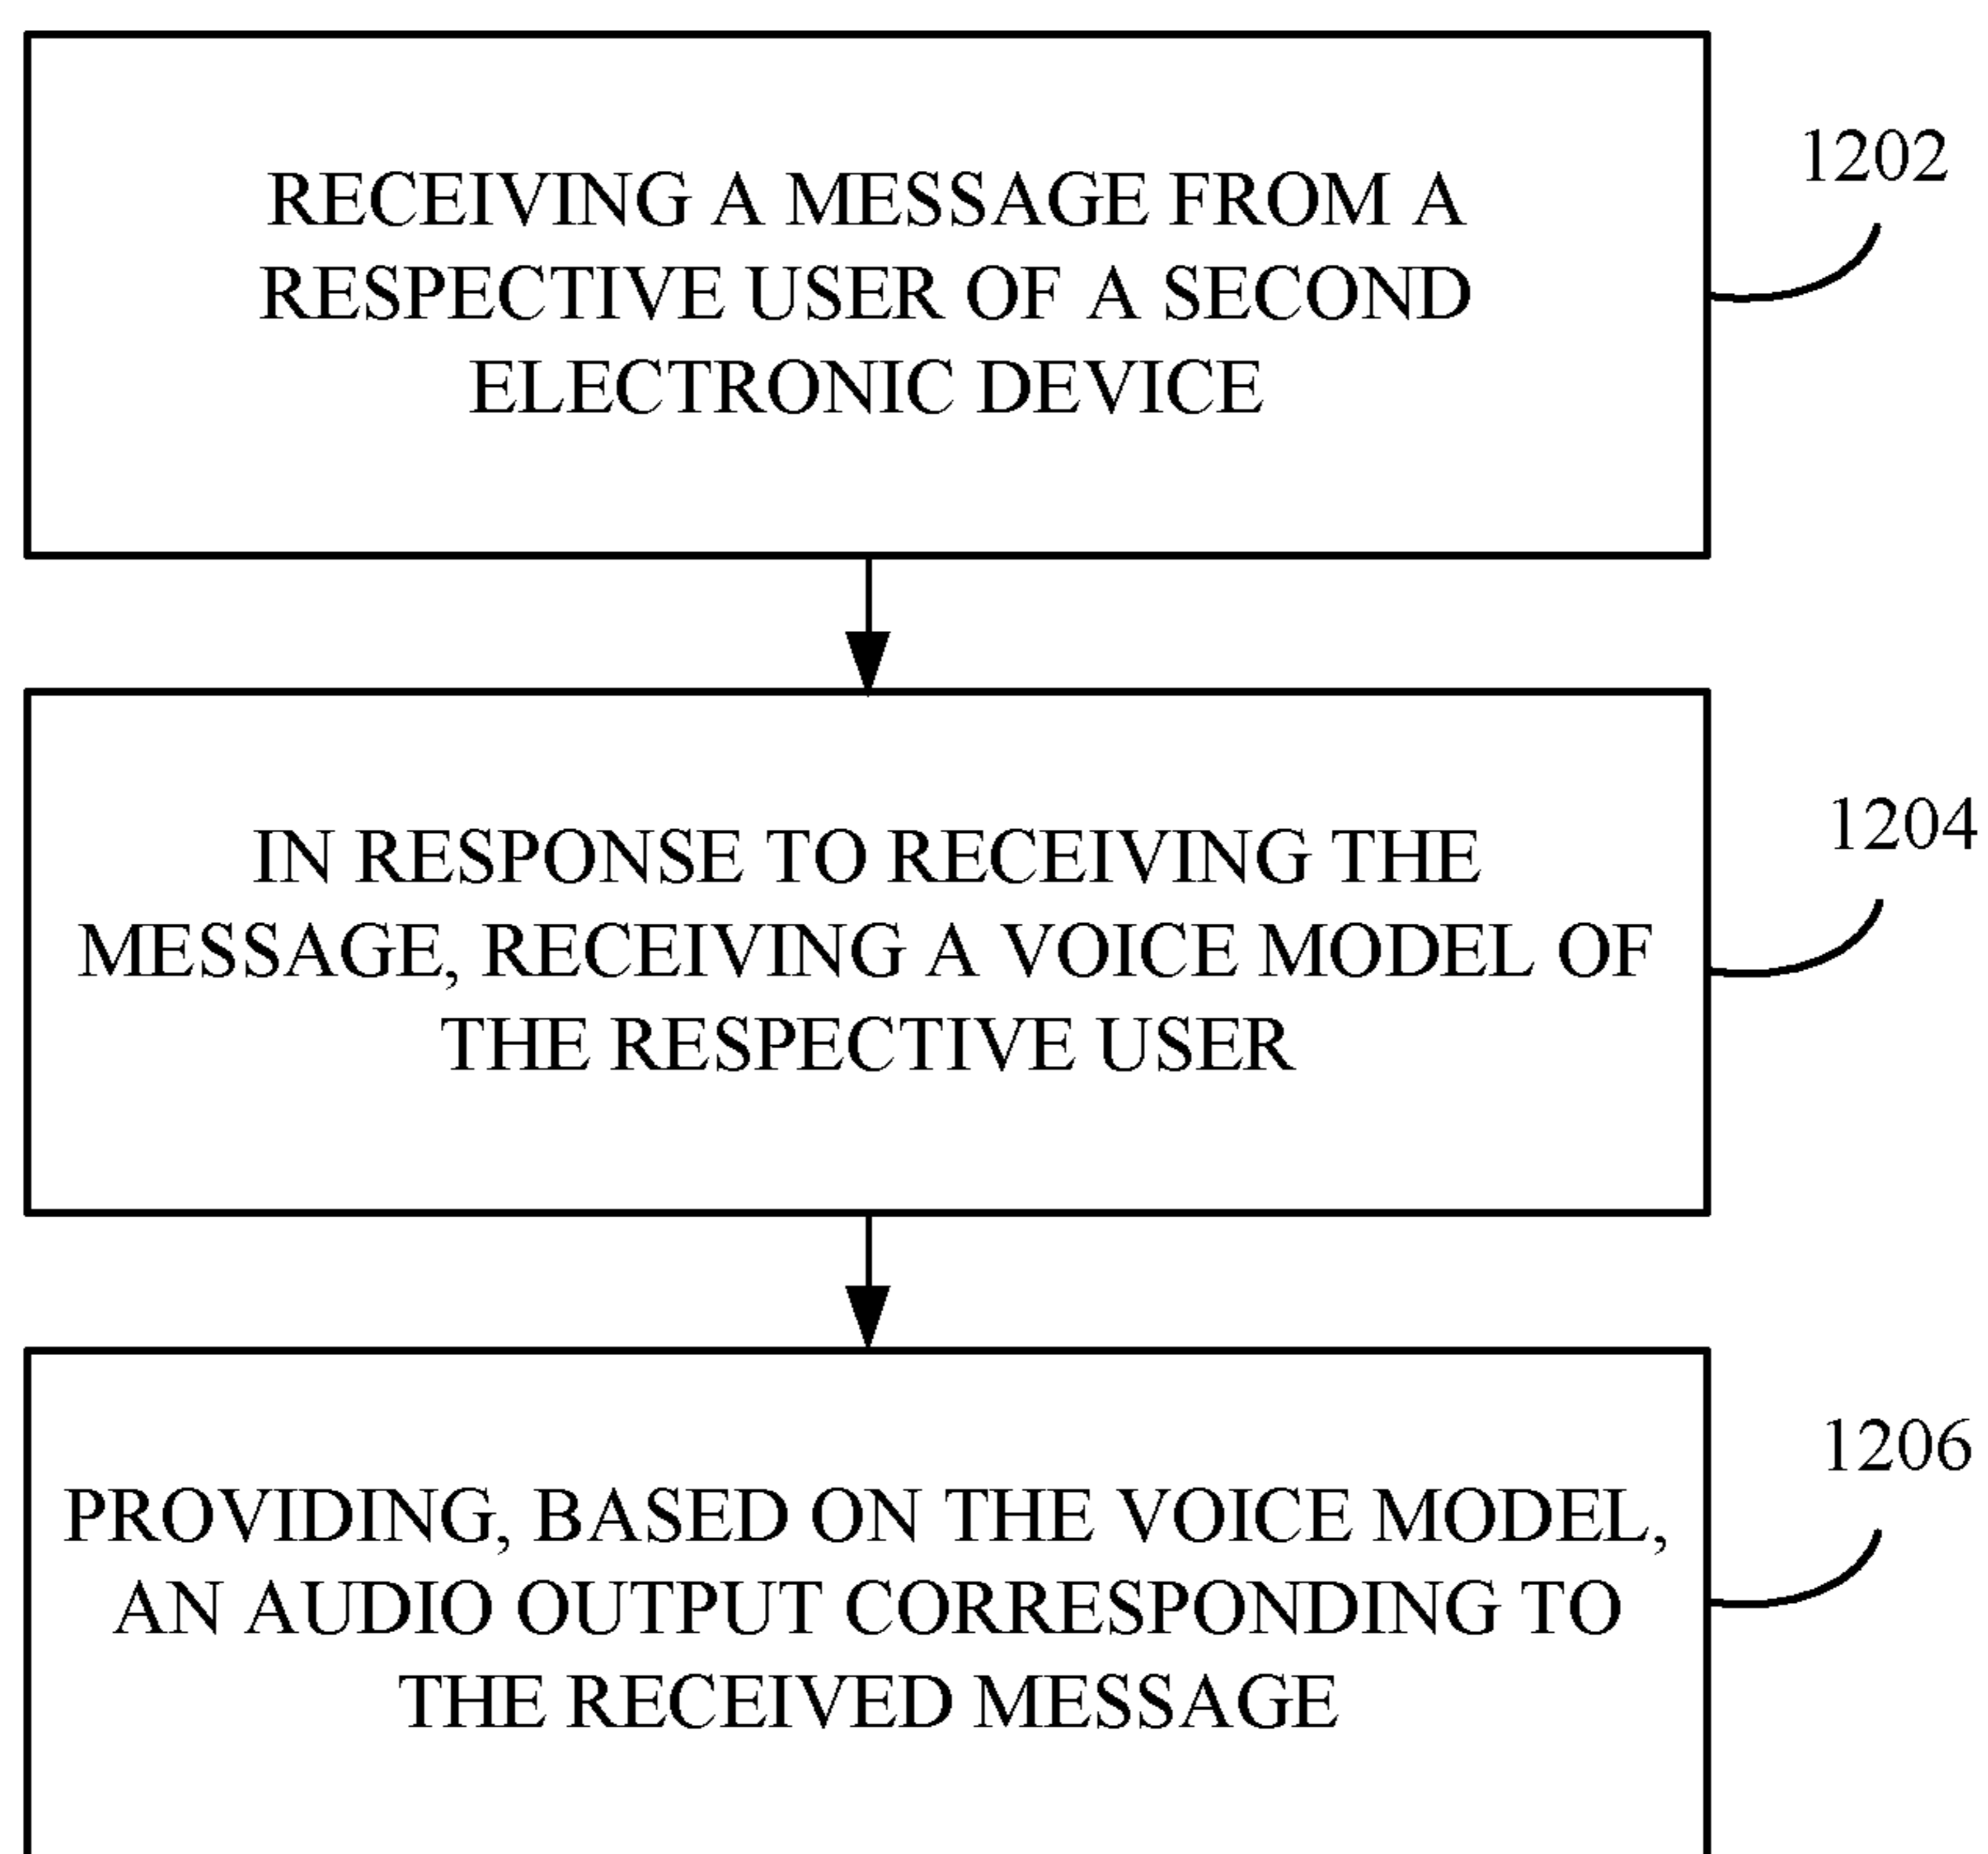 RECEIVING A MESSAGE FROM A
RESPECTIVE USER OF A SECOND
ELECTRONIC DEVICE
1202
IN RESPONSE TO RECEIVING THE
MESSAGE, RECEIVING A VOICE MODEL OF
THE RESPECTIVE USER
1204
PROVIDING, BASED ON THE VOICE MODEL,
AN AUDIO OUTPUT CORRESPONDING TO
THE RECEIVED MESSAGE
1206